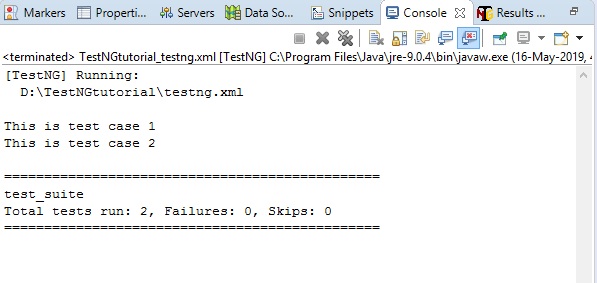 Markers Properti... Servers Data So... Snippets Console Results ...
<terminated> TestNGtutorial_testng.xml [TestNG] C:\Program Files\Java\jre-9.0.4\bin\javaw.exe (16-May-2019, 4
[TestNG] Running:
D:\TestNGtutorial\testng.xml
This is test case 1
This is test case 2
===============================================
test_suite
Total tests run: 2, Failures: 0, Skips: 0
===============================================